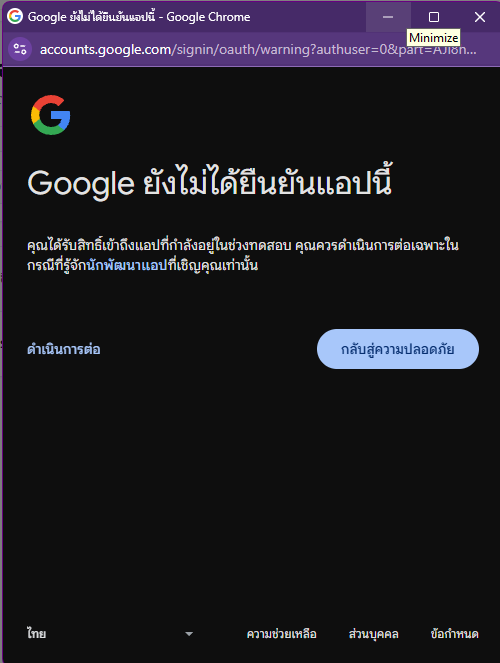 Google ยังไม่ได้ยืนยันแอปนี้ - Google Chrome
Minimize
accounts.google.com/signin/oauth/warning?authuser=0&part=AJi8h...
Google ยังไม่ได้ยืนยันแอปนี้
คุณได้รับสิทธิ์เข้าถึงแอปที่กำลังอยู่ในช่วงทดสอบ คุณควรดำเนินการต่อเฉพาะใน
กรณีที่รู้จักนักพัฒนาแอปที่เชิญคุณเท่านั้น
ดำเนินการต่อ
กลับสู่ความปลอดภัย
ไทย
ความช่วยเหลือ
ส่วนบุคคล
ข้อกำหนด